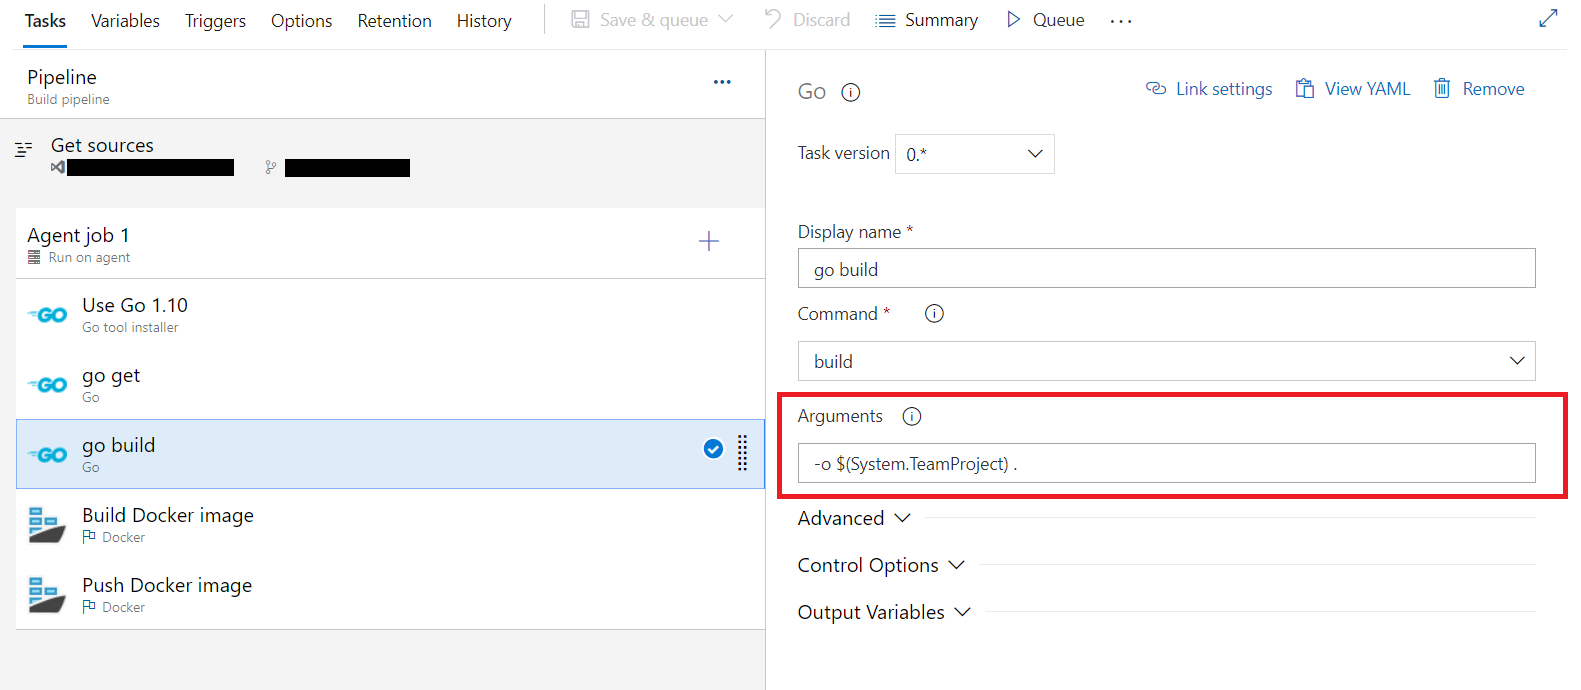 Tasks Variables Triggers Options Retention History Save & queue Discard Summary Queue ...
Pipeline
Build pipeline
Get sources
Agent job 1
Run on agent
GO Use Go 1.10
Go tool installer
GO go get
Go
GO go build
Go
Build Docker image
Docker
Push Docker image
Docker
Go Link settings View YAML Remove
Task version 0.*
Display name *
go build
Command *
build
Arguments
-o $(System.TeamProject) .
Advanced
Control Options
Output Variables